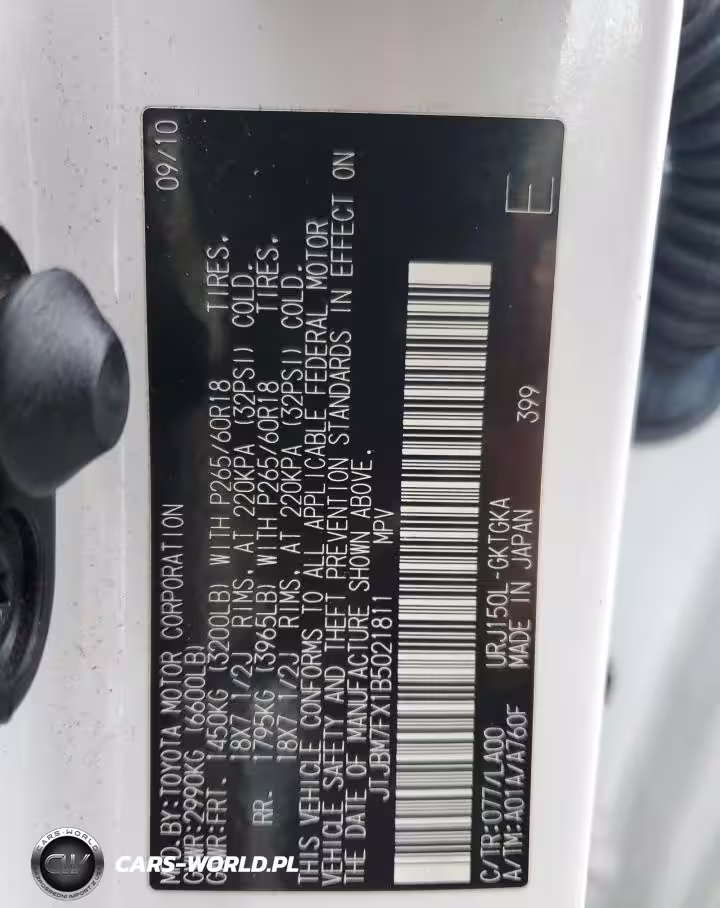 MFD.BY:TOYOTA MOTOR CORPORATION 09/10
GVWR:2990KG (6600LB)
GAWR:FRT. 1450KG (3200LB) WITH P265/60R18 TIRES,
18X7 1/2J RIMS, AT 220KPA (32PSI) COLD.
RR. 1795KG (3965LB) WITH P265/60R18 TIRES,
18X7 1/2J RIMS, AT 220KPA (32PSI) COLD.
THIS VEHICLE CONFORMS TO ALL APPLICABLE FEDERAL MOTOR
VEHICLE SAFETY AND THEFT PREVENTION STANDARDS IN EFFECT ON
THE DATE OF MANUFACTURE SHOWN ABOVE.
JTJBM7FX1B5021811 MPV
C/TR:077/LA00 URJ150L-GKTGKA E
A/TM:A01A/A760F MADE IN JAPAN 399
CARS-WORLD
CW
CARS-WORLD.PL